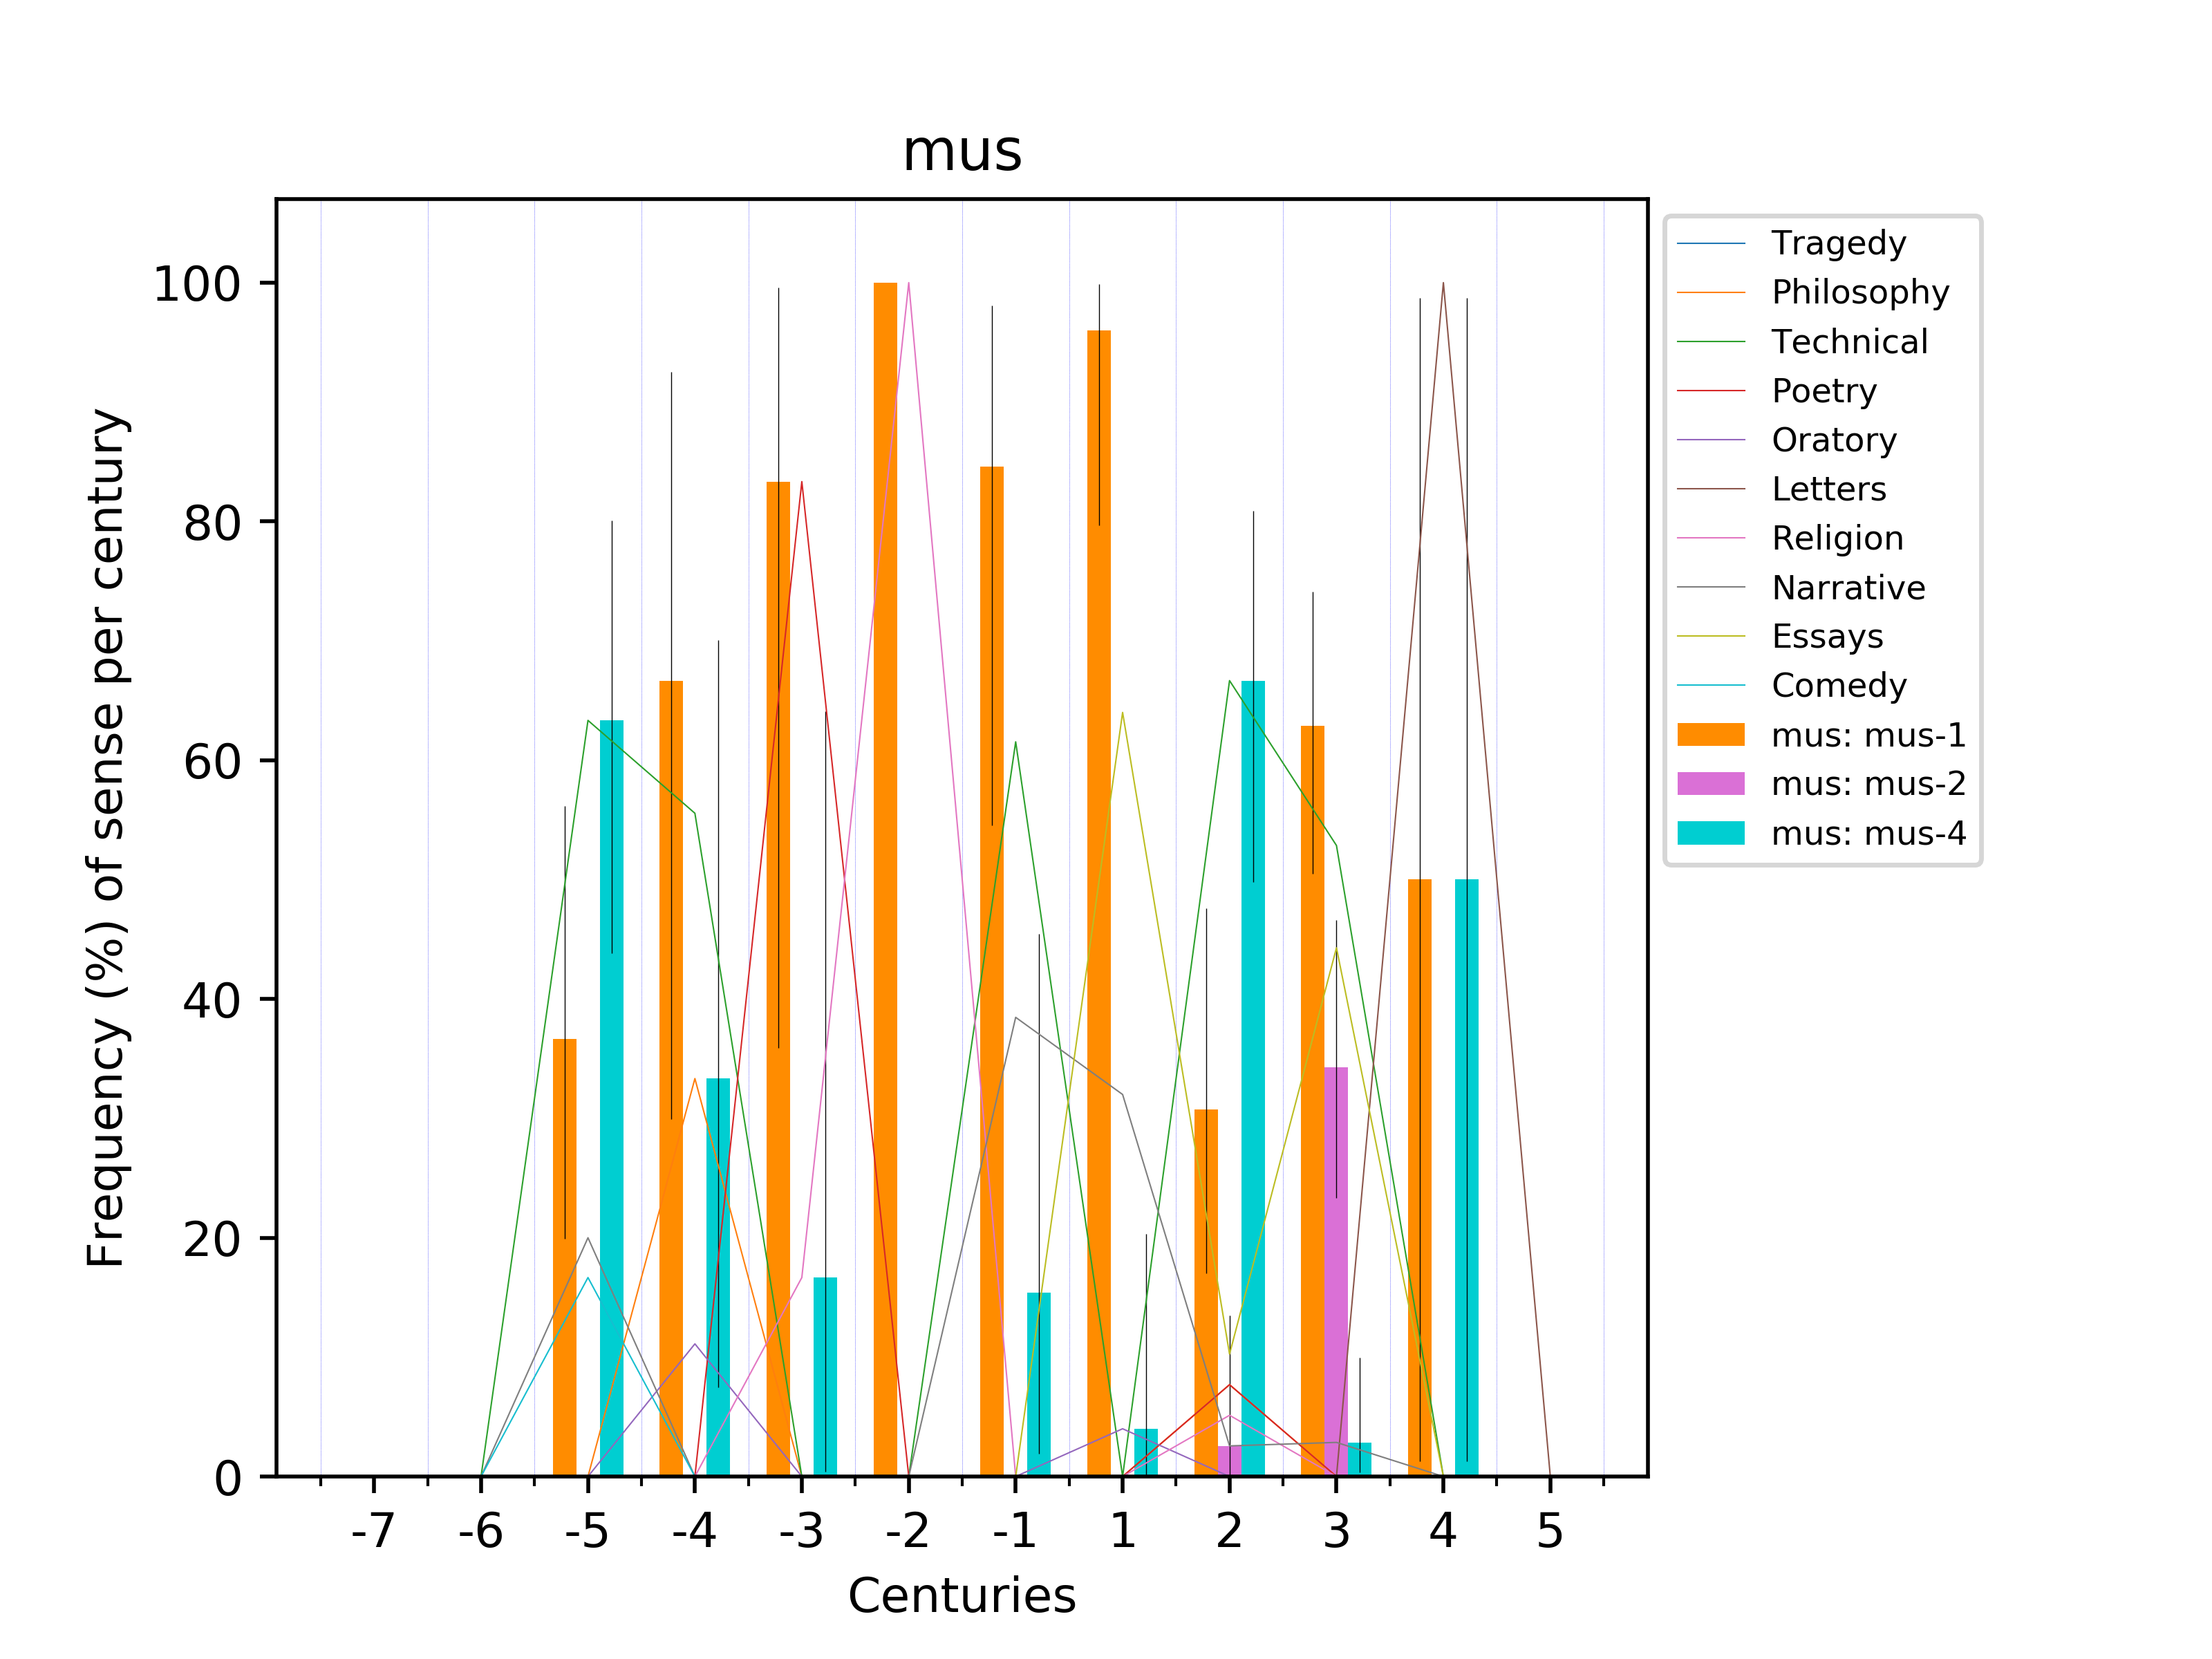 mus
Frequency (%) of sense per century
100
80
60
40
20
0
-7 -6 -5 -4 -3 -2 -1 1 2 3 4 5
Centuries
Tragedy
Philosophy
Technical
Poetry
Oratory
Letters
Religion
Narrative
Essays
Comedy
mus: mus-1
mus: mus-2
mus: mus-4